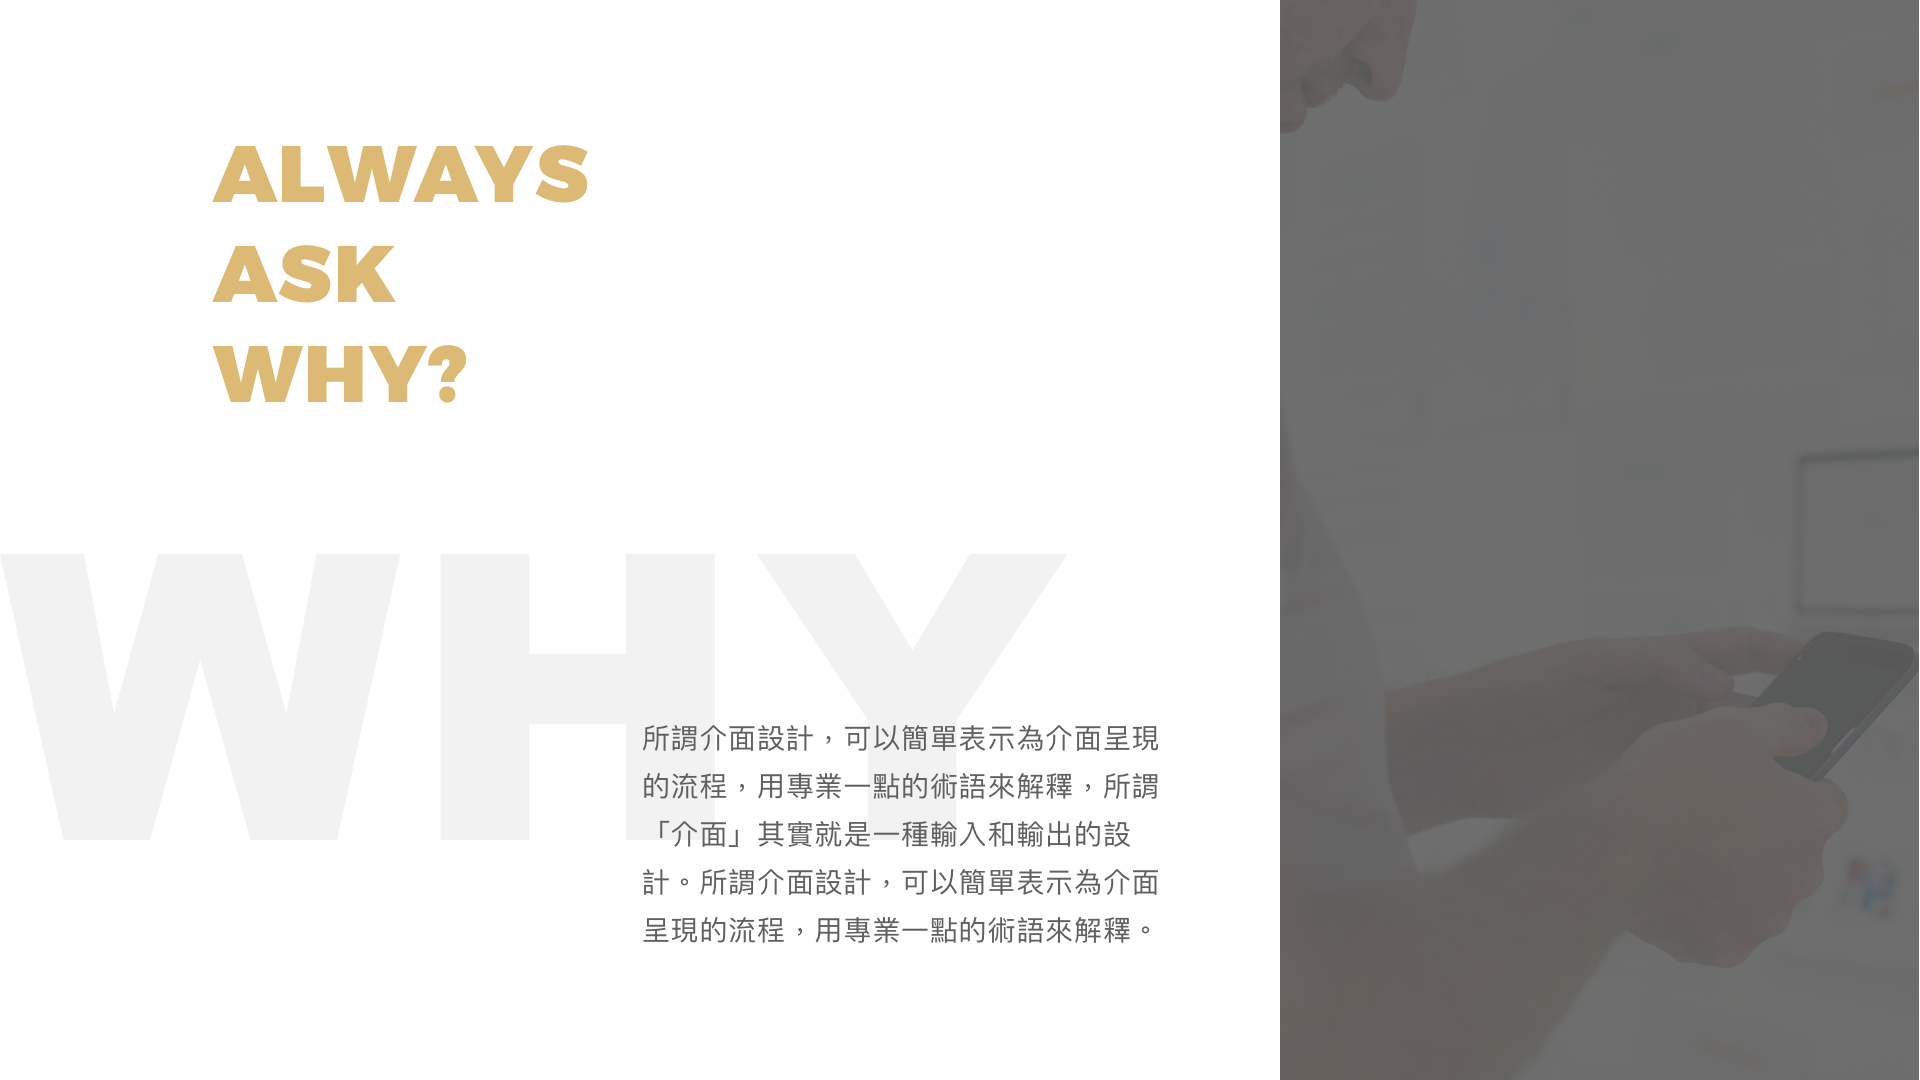 ALWAYS
ASK
WHY?
WHY
所謂介面設計，可以簡單表示為介面呈現
的流程，用專業一點的術語來解釋，所謂
「介面」其實就是一種輸入和輸出的設
計。所謂介面設計，可以簡單表示為介面
呈現的流程，用專業一點的術語來解釋。